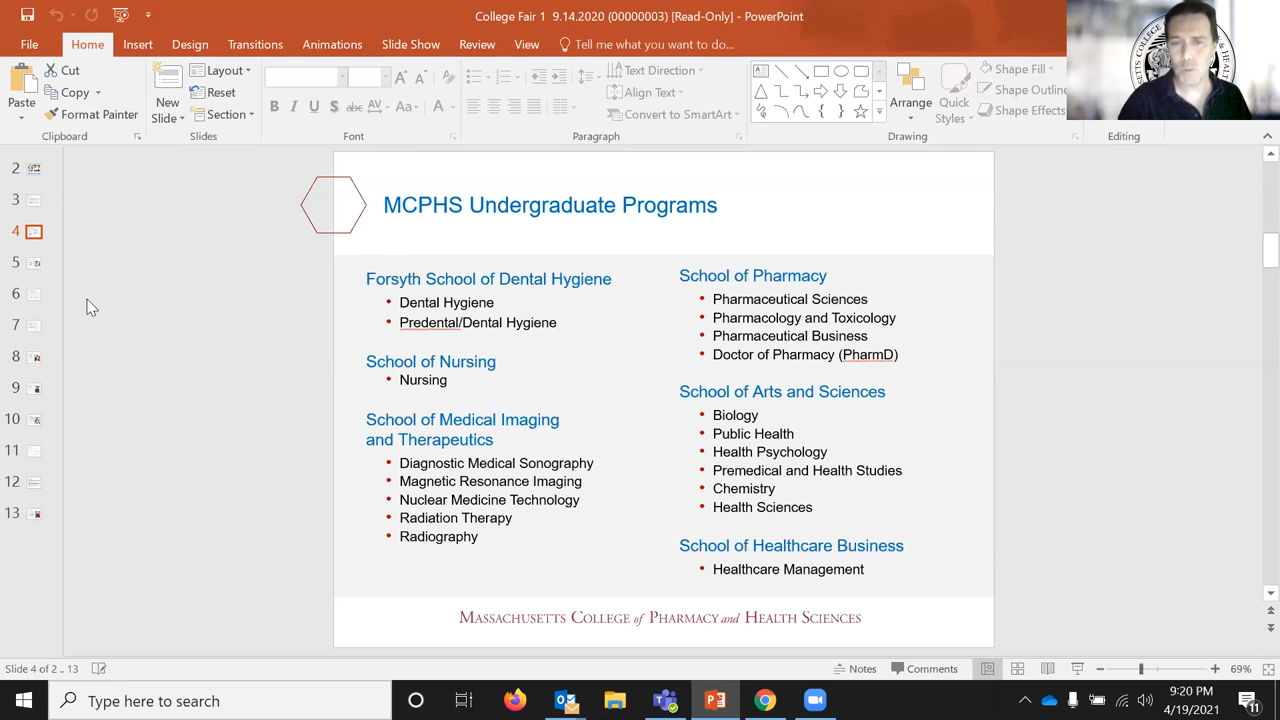 College Fair 1 9.14.2020 (00000003) [Read-Only] - PowerPoint
File Home Insert Design Transitions Animations Slide Show Review View Tell me what you want to do...
Paste
Cut
Copy
Format Painter
Clipboard
New
Slide
Layout
Reset
Section
Slides
B I U S abc AV Aa A
Font
Text Direction
Align Text
Convert to SmartArt
Paragraph
Arrange
Quick
Styles
Shape Fill
Shape Outline
Shape Effects
Drawing
Editing
2
3
4
5
6
7
8
9
10
11
12
13
MCPHS Undergraduate Programs
Forsyth School of Dental Hygiene
• Dental Hygiene
• Predental/Dental Hygiene
School of Nursing
• Nursing
School of Medical Imaging
and Therapeutics
• Diagnostic Medical Sonography
• Magnetic Resonance Imaging
• Nuclear Medicine Technology
• Radiation Therapy
• Radiography
School of Pharmacy
• Pharmaceutical Sciences
• Pharmacology and Toxicology
• Pharmaceutical Business
• Doctor of Pharmacy (PharmD)
School of Arts and Sciences
• Biology
• Public Health
• Health Psychology
• Premedical and Health Studies
• Chemistry
• Health Sciences
School of Healthcare Business
• Healthcare Management
MASSACHUSETTS COLLEGE of PHARMACY and HEALTH SCIENCES
Slide 4 of 2 .. 13
Notes
Comments
69%
Type here to search
9:20 PM
4/19/2021
11